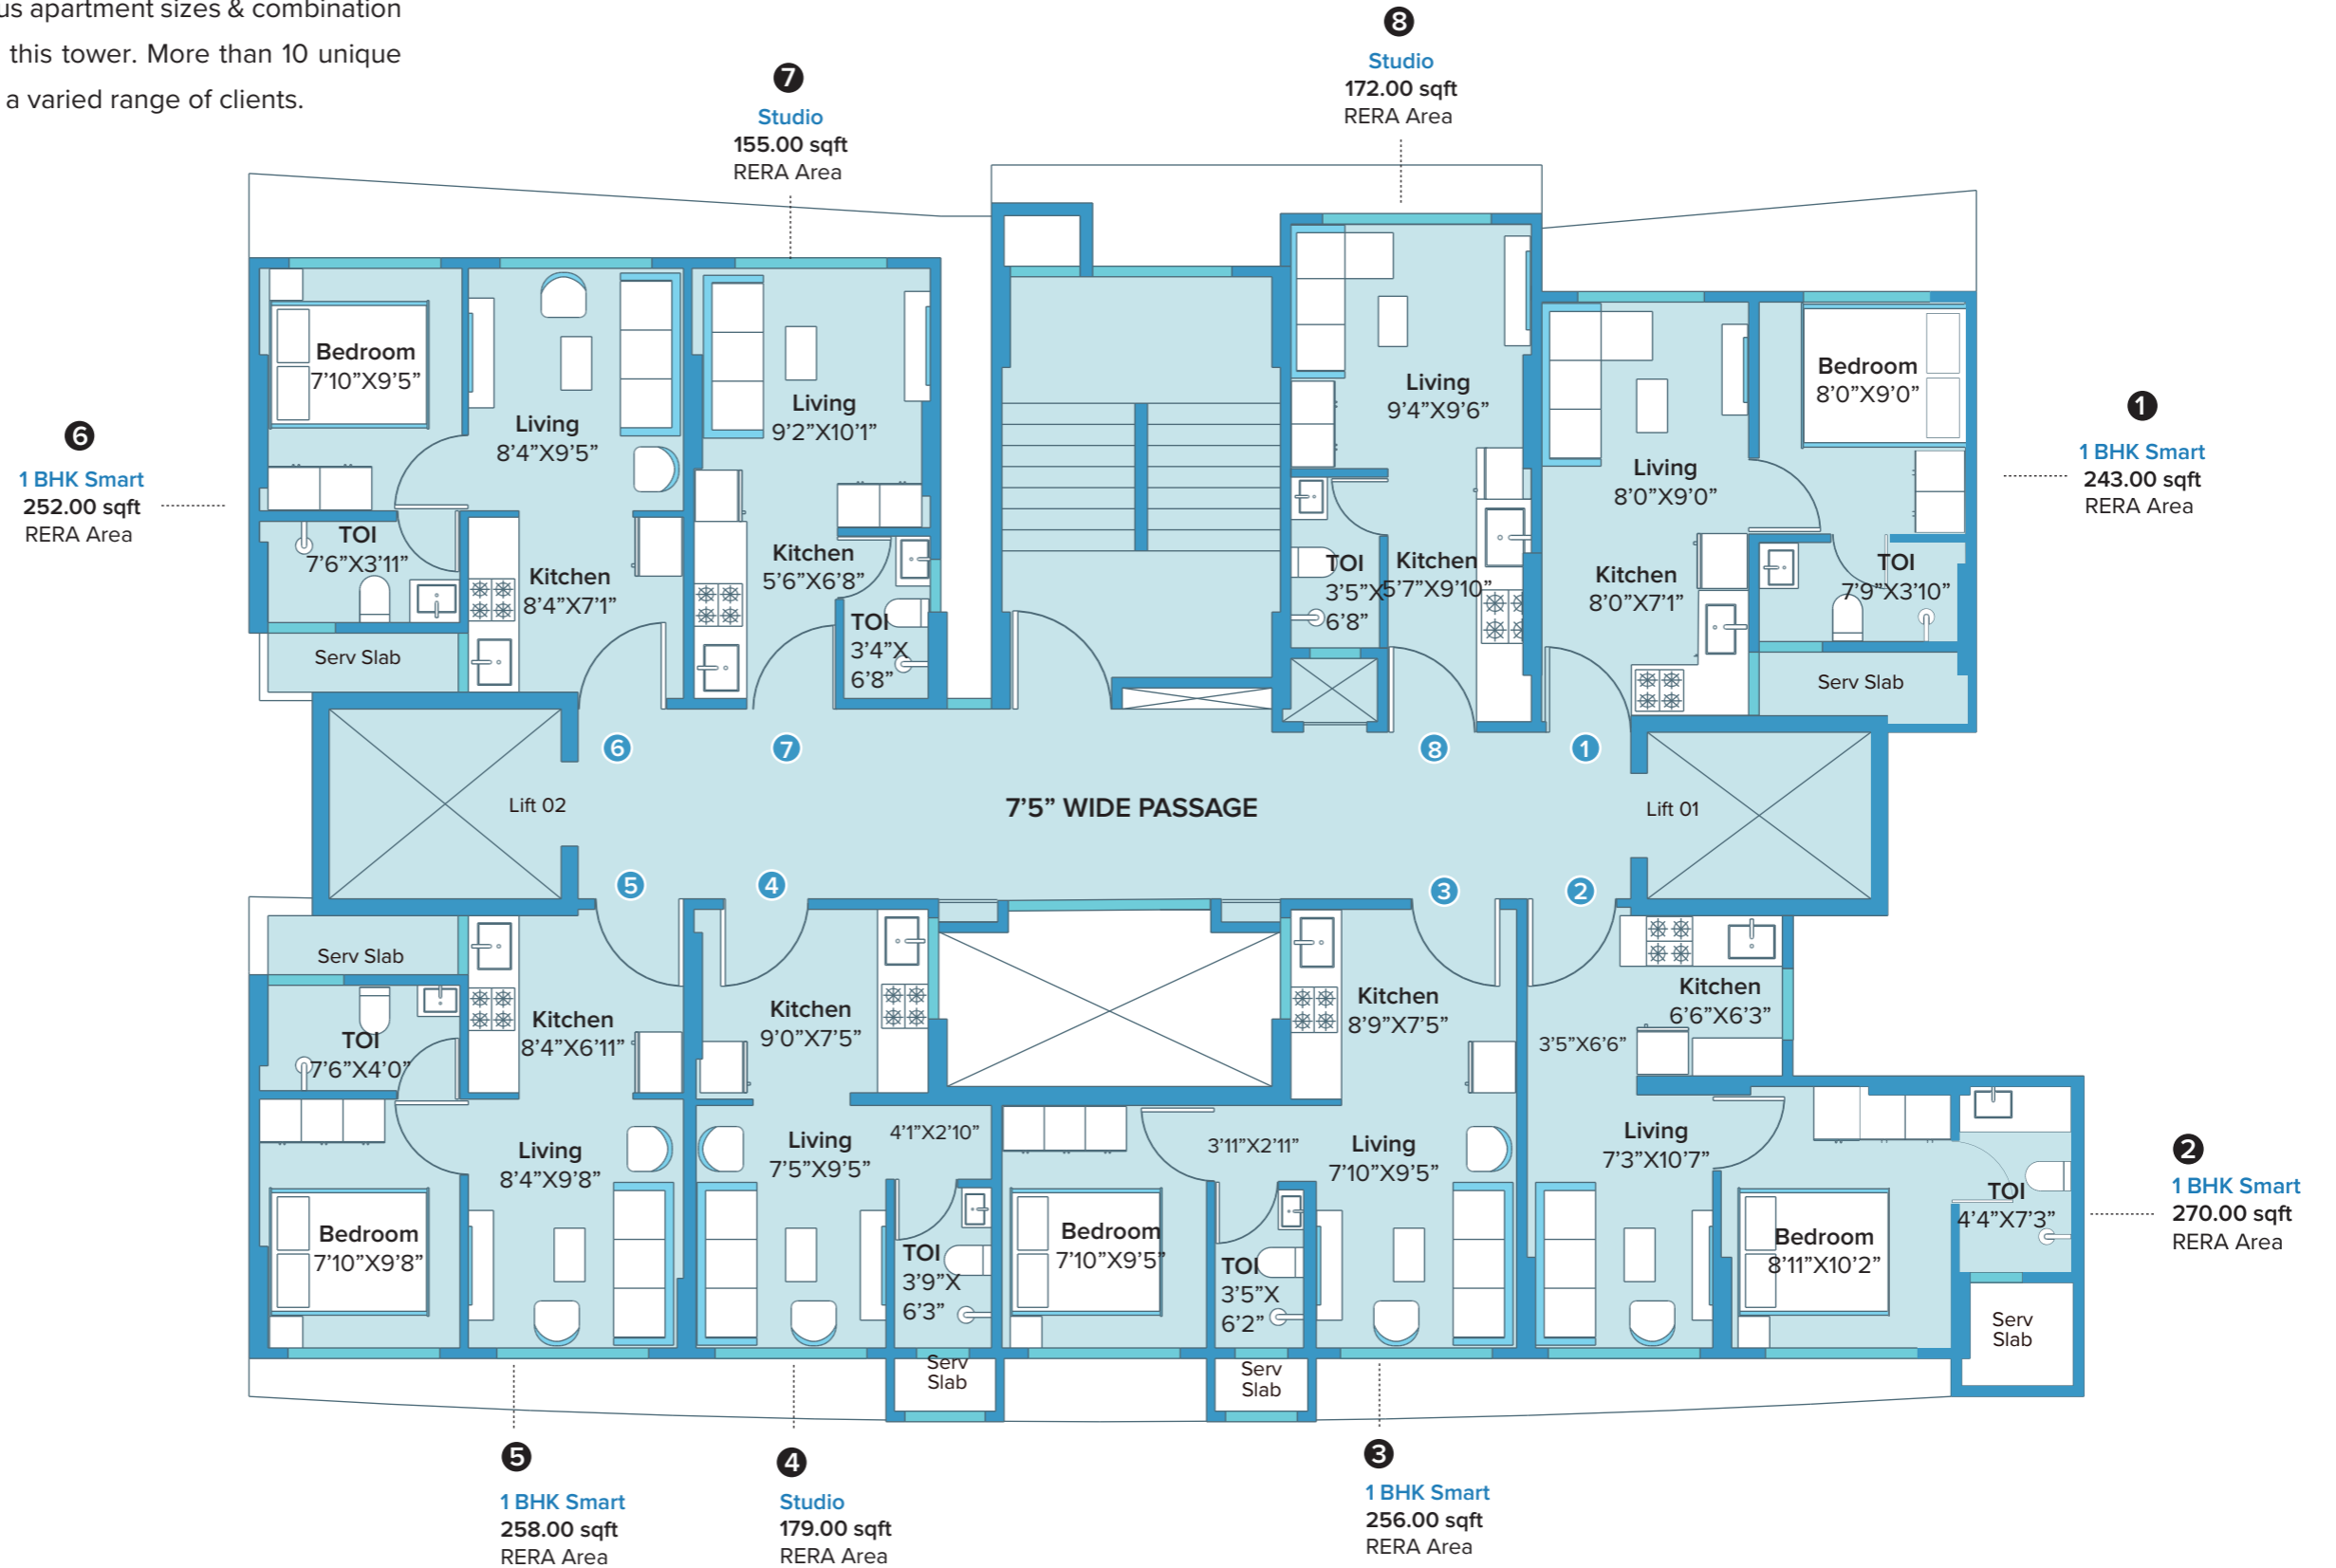 us apartment sizes & combination
this tower. More than 10 unique
a varied range of clients.
8
Studio
172.00 sqft
RERA Area
7
Studio
155.00 sqft
RERA Area
6
1 BHK Smart
252.00 sqft
RERA Area
1
1 BHK Smart
243.00 sqft
RERA Area
Bedroom
7’10”X9’5”
Living
8’4”X9’5”
TOI
7’6”X3’11”
Kitchen
8’4”X7’1”
Serv Slab
Living
9’2”X10’1”
Kitchen
5’6”X6’8”
TOI
3’4”X
6’8”
Living
9’4”X9’6”
TOI
3’5”X
6’8”
Kitchen
5’7”X9’10”
Living
8’0”X9’0”
Bedroom
8’0”X9’0”
Kitchen
8’0”X7’1”
TOI
7’9”X3’10”
Serv Slab
6
7
8
1
Lift 02
7’5” WIDE PASSAGE
Lift 01
5
4
3
2
Serv Slab
TOI
7’6”X4’0”
Kitchen
8’4”X6’11”
Living
8’4”X9’8”
Bedroom
7’10”X9’8”
Kitchen
9’0”X7’5”
Living
7’5”X9’5”
4’1”X2’10”
TOI
3’9”X
6’3”
Serv
Slab
Bedroom
7’10”X9’5”
3’11”X2’11”
TOI
3’5”X
6’2”
Serv
Slab
Kitchen
8’9”X7’5”
Living
7’10”X9’5”
Kitchen
6’6”X6’3”
3’5”X6’6”
Living
7’3”X10’7”
Bedroom
8’11”X10’2”
TOI
4’4”X7’3”
Serv
Slab
2
1 BHK Smart
270.00 sqft
RERA Area
5
1 BHK Smart
258.00 sqft
RERA Area
4
Studio
179.00 sqft
RERA Area
3
1 BHK Smart
256.00 sqft
RERA Area